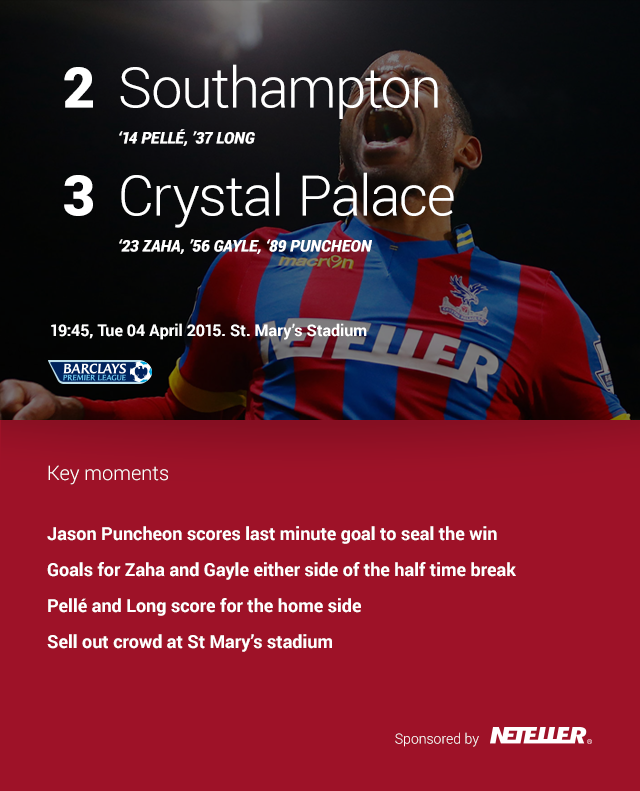 2 Southampton
‘14 PELLÉ, ’37 LONG
3 Crystal Palace
‘23 ZAHA, ’56 GAYLE, ‘89 PUNCHEON
macron
NETELLER
19:45, Tue 04 April 2015. St. Mary’s Stadium
BARCLAYS
PREMIER LEAGUE
Key moments
Jason Puncheon scores last minute goal to seal the win
Goals for Zaha and Gayle either side of the half time break
Pellé and Long score for the home side
Sell out crowd at St Mary’s stadium
Sponsored by NETELLER®